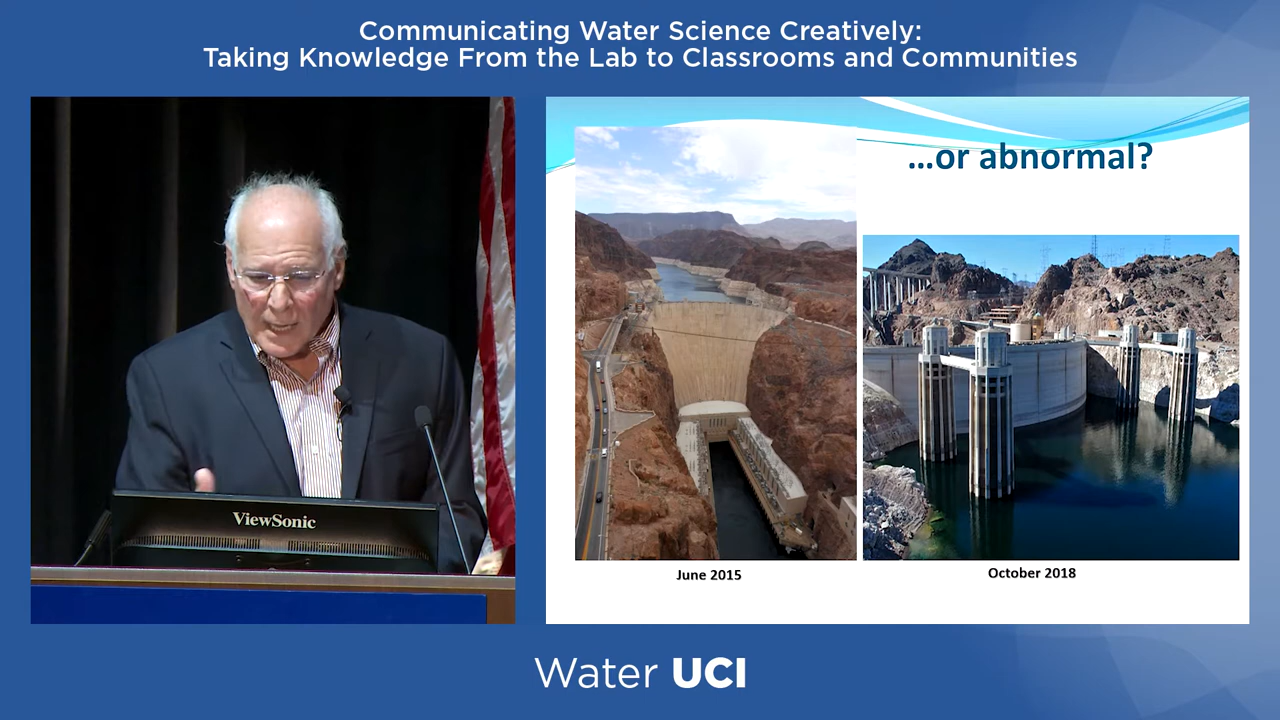 Communicating Water Science Creatively:
Taking Knowledge From the Lab to Classrooms and Communities
ViewSonic
...or abnormal?
June 2015
October 2018
Water UCI